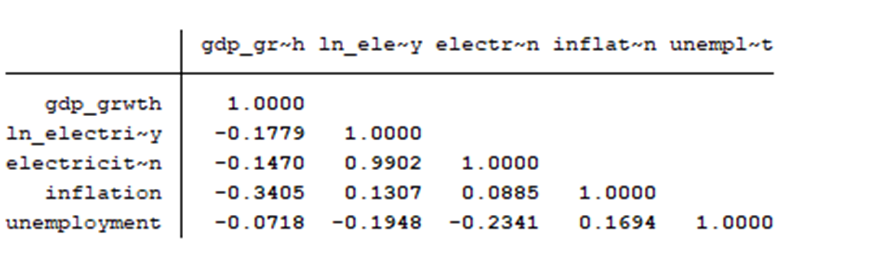 gdp_gr~h ln_ele~y electr~n inflat~n unempl~t
gdp_grwth 1.0000
ln_electri~y -0.1779 1.0000
electricit~n -0.1470 0.9902 1.0000
inflation -0.3405 0.1307 0.0885 1.0000
unemployment -0.0718 -0.1948 -0.2341 0.1694 1.0000